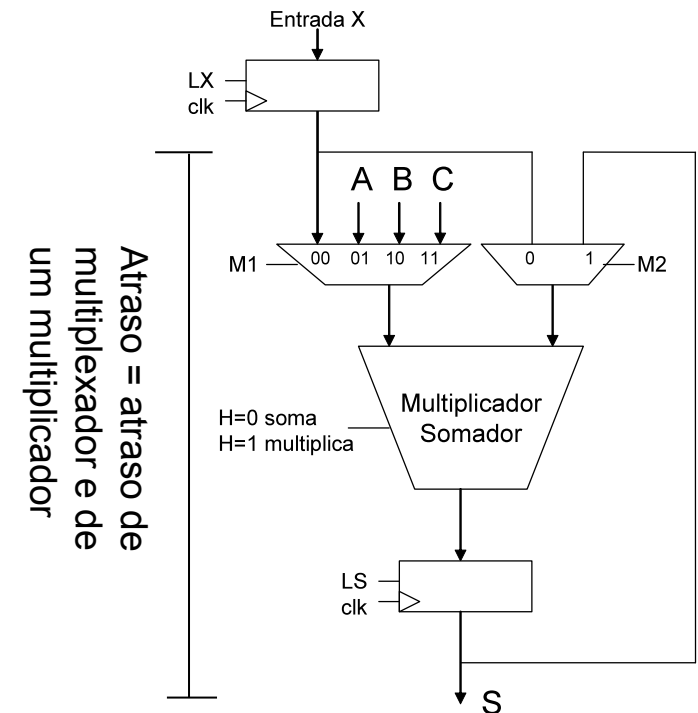 Entrada X
LX
clk
A B C
M1
00 01 10 11
0 1
M2
Multiplicador
Somador
H=0 soma
H=1 multiplica
LS
clk
S
Atraso = atraso de
multiplexador e de
um multiplicador